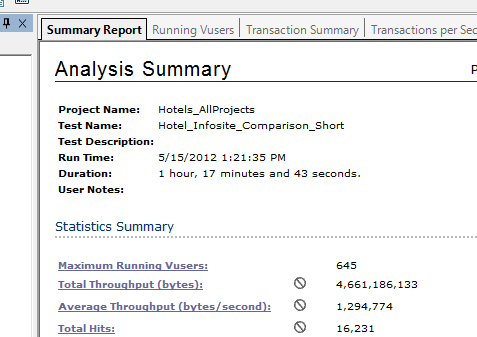 Summary Report Running Vusers Transaction Summary Transactions per Sec
Analysis Summary
Project Name: Hotels_AllProjects
Test Name: Hotel_Infosite_Comparison_Short
Test Description:
Run Time: 5/15/2012 1:21:35 PM
Duration: 1 hour, 17 minutes and 43 seconds.
User Notes:
Statistics Summary
Maximum Running Vusers: 645
Total Throughput (bytes): 4,661,186,133
Average Throughput (bytes/second): 1,294,774
Total Hits: 16,231